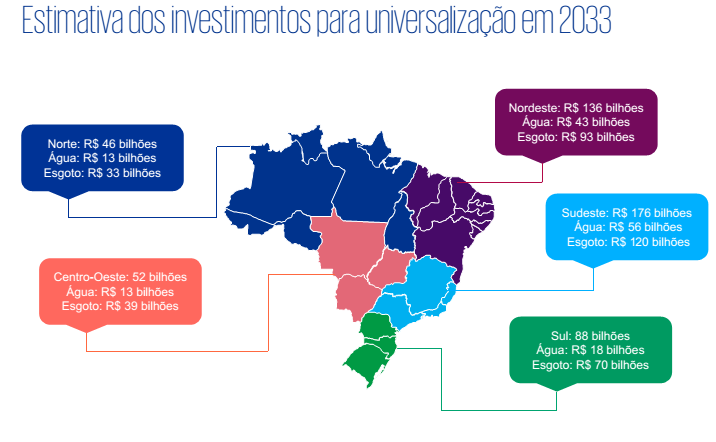 Estimativa dos investimentos para universalização em 2033
Norte: R$ 46 bilhões
Água: R$ 13 bilhões
Esgoto: R$ 33 bilhões
Nordeste: R$ 136 bilhões
Água: R$ 43 bilhões
Esgoto: R$ 93 bilhões
Sudeste: R$ 176 bilhões
Água: R$ 56 bilhões
Esgoto: R$ 120 bilhões
Centro-Oeste: 52 bilhões
Água: R$ 13 bilhões
Esgoto: R$ 39 bilhões
Sul: 88 bilhões
Água: R$ 18 bilhões
Esgoto: R$ 70 bilhões